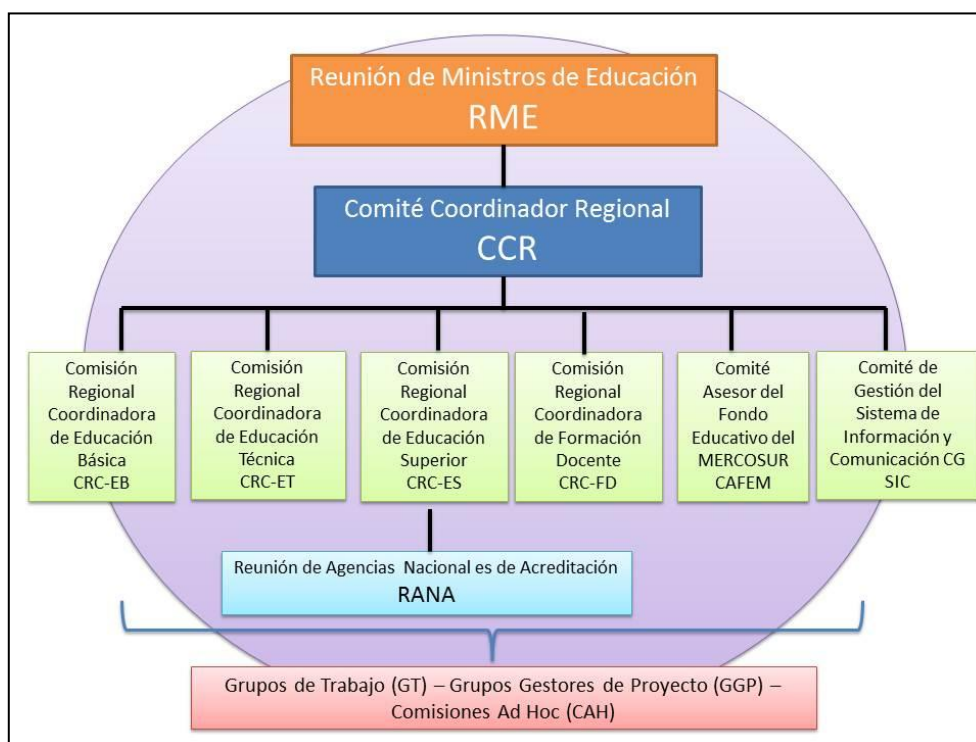 Reunión de Ministros de Educación
RME
Comité Coordinador Regional
CCR
Comisión
Regional
Coordinadora
de Educación
Básica
CRC-EB
Comisión
Regional
Coordinadora
de Educación
Técnica
CRC-ET
Comisión
Regional
Coordinadora
de Educación
Superior
CRC-ES
Comisión
Regional
Coordinadora
de Formación
Docente
CRC-FD
Comité
Asesor del
Fondo
Educativo del
MERCOSUR
CAFEM
Comité de
Gestión del
Sistema de
Información y
Comunicación CG
SIC
Reunión de Agencias Nacional es de Acreditación
RANA
Grupos de Trabajo (GT) – Grupos Gestores de Proyecto (GGP) –
Comisiones Ad Hoc (CAH)